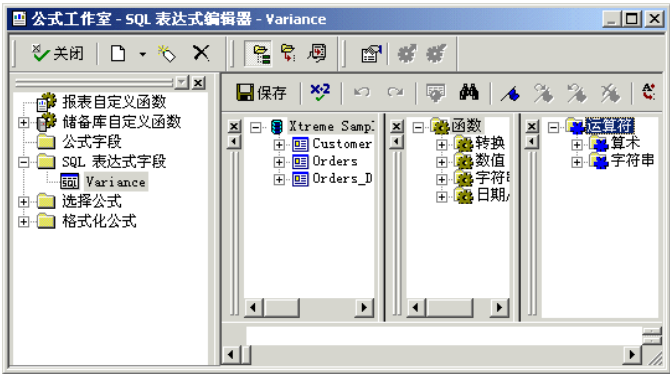 公式工作室 - SQL 表达式编辑器 - Variance
关闭
保存
X+2
报表自定义函数
储备库自定义函数
公式字段
SQL 表达式字段
SQL Variance
选择公式
格式化公式
Xtreme Samp
Customer
Orders
Orders_D
函数
转换
数值
字符
日期/
运算符
算术
字符串